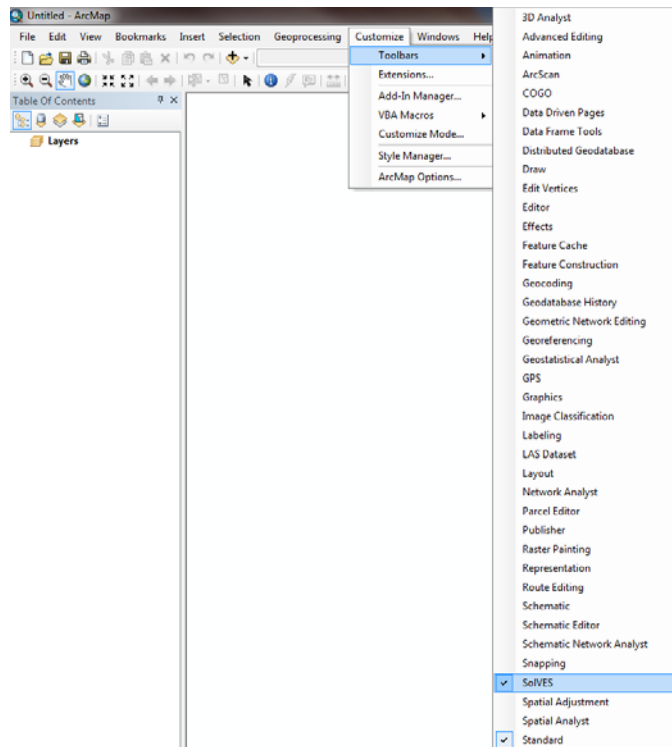 Untitled - ArcMap
File Edit View Bookmarks Insert Selection Geoprocessing Customize Windows Help
Toolbars
Extensions...
Add-In Manager...
VBA Macros
Customize Mode...
Style Manager...
ArcMap Options...
Table Of Contents
Layers
3D Analyst
Advanced Editing
Animation
ArcScan
COGO
Data Driven Pages
Data Frame Tools
Distributed Geodatabase
Draw
Edit Vertices
Editor
Effects
Feature Cache
Feature Construction
Geocoding
Geodatabase History
Geometric Network Editing
Georeferencing
Geostatistical Analyst
GPS
Graphics
Image Classification
Labeling
LAS Dataset
Layout
Network Analyst
Parcel Editor
Publisher
Raster Painting
Representation
Route Editing
Schematic
Schematic Editor
Schematic Network Analyst
Snapping
SolVES
Spatial Adjustment
Spatial Analyst
Standard